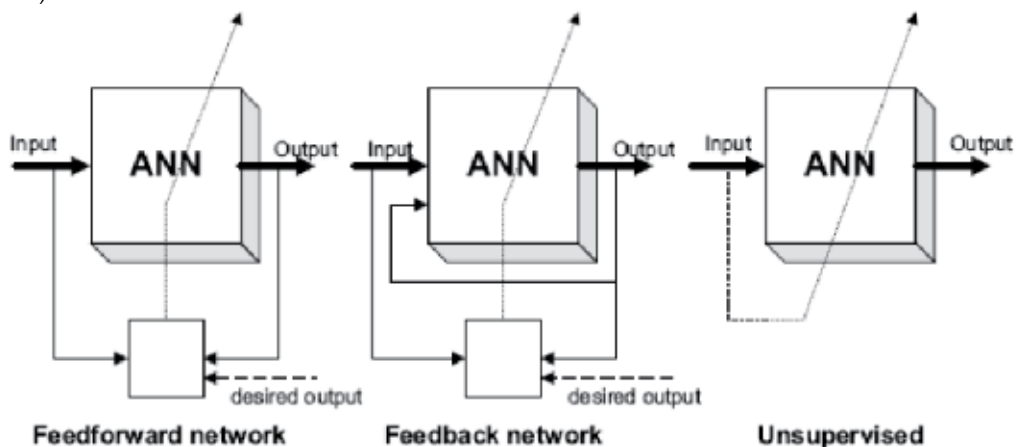 )
Input ANN Output Input ANN Output Input ANN Output
desired output desired output
Feedforward network Feedback network Unsupervised